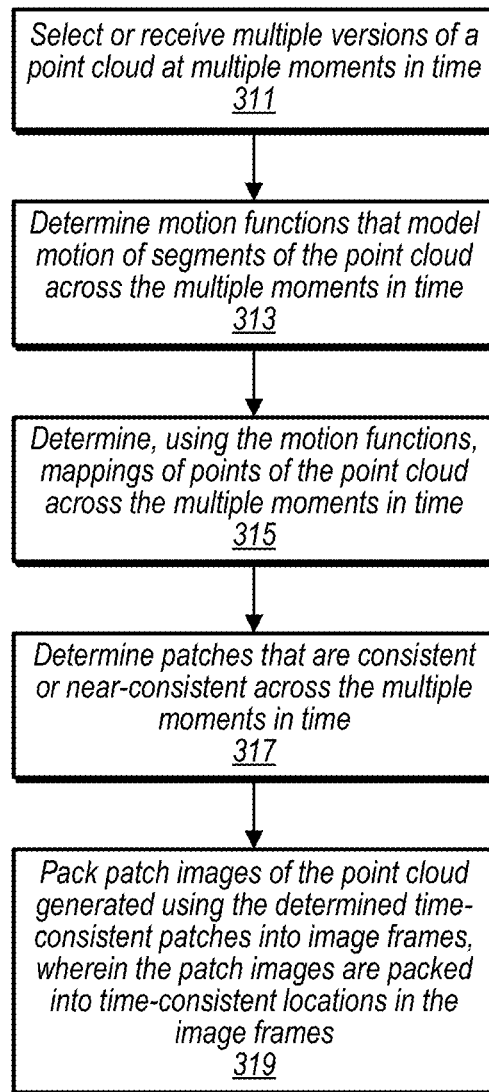 Select or receive multiple versions of a
point cloud at multiple moments in time
311
Determine motion functions that model
motion of segments of the point cloud
across the multiple moments in time
313
Determine, using the motion functions,
mappings of points of the point cloud
across the multiple moments in time
315
Determine patches that are consistent
or near-consistent across the multiple
moments in time
317
Pack patch images of the point cloud
generated using the determined time-
consistent patches into image frames,
wherein the patch images are packed
into time-consistent locations in the
image frames
319